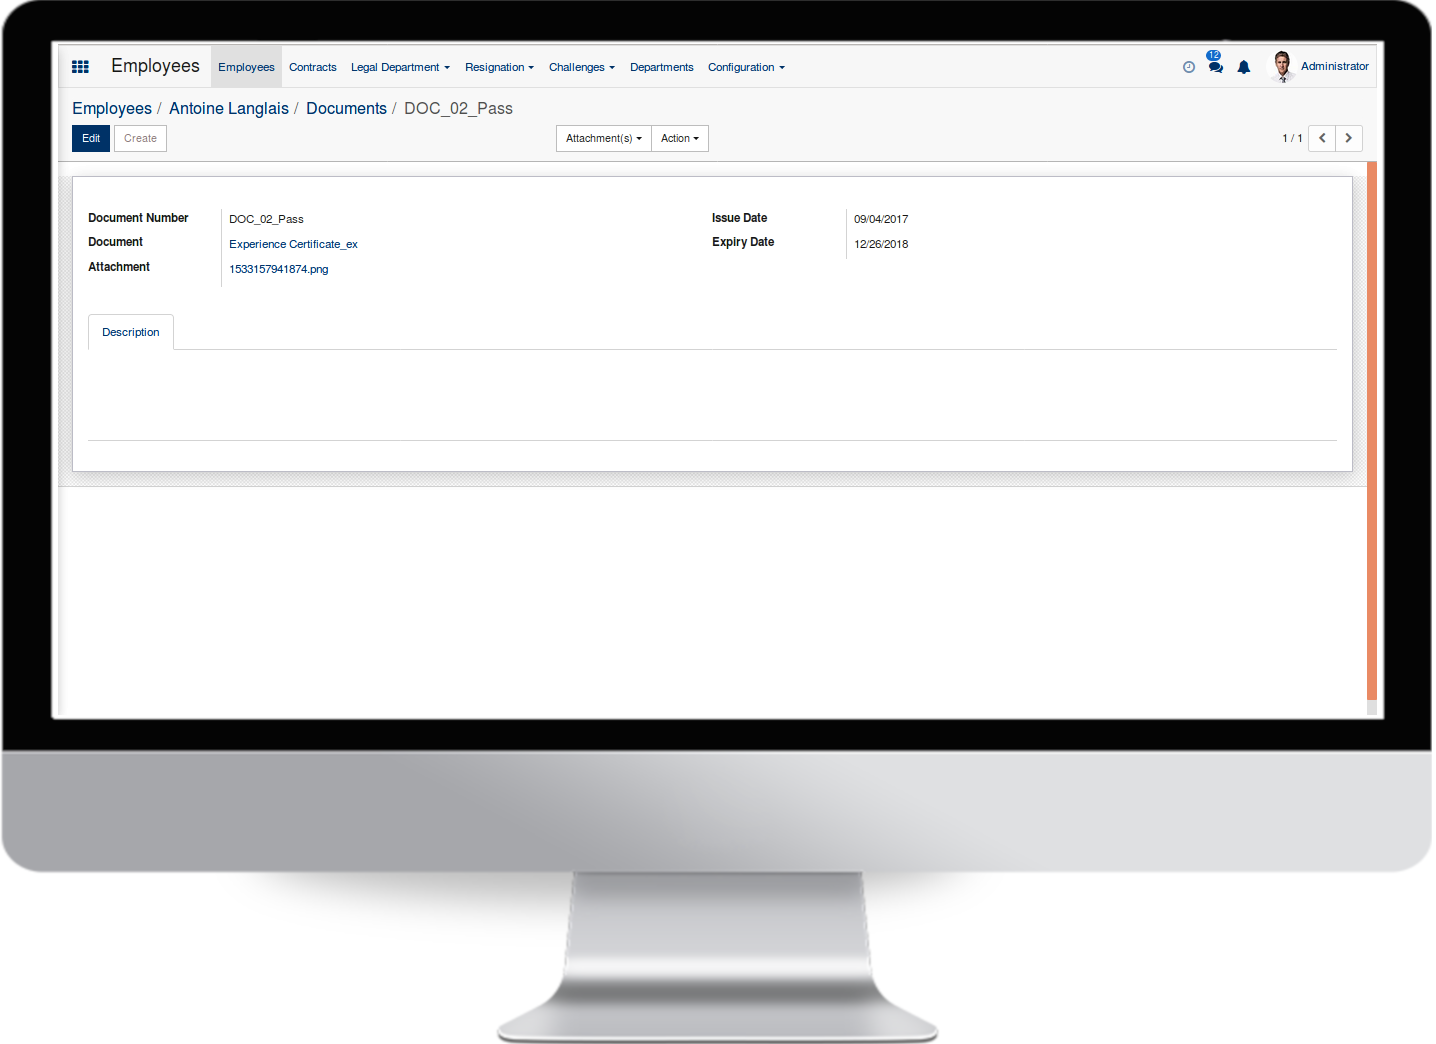 Employees Employees Contracts Legal Department Resignation Challenges Departments Configuration 12 Administrator
Employees / Antoine Langlais / Documents / DOC_02_Pass
Edit Create Attachment(s) Action 1 / 1
Document Number DOC_02_Pass Issue Date 09/04/2017
Document Experience Certificate_ex Expiry Date 12/26/2018
Attachment 1533157941874.png
Description